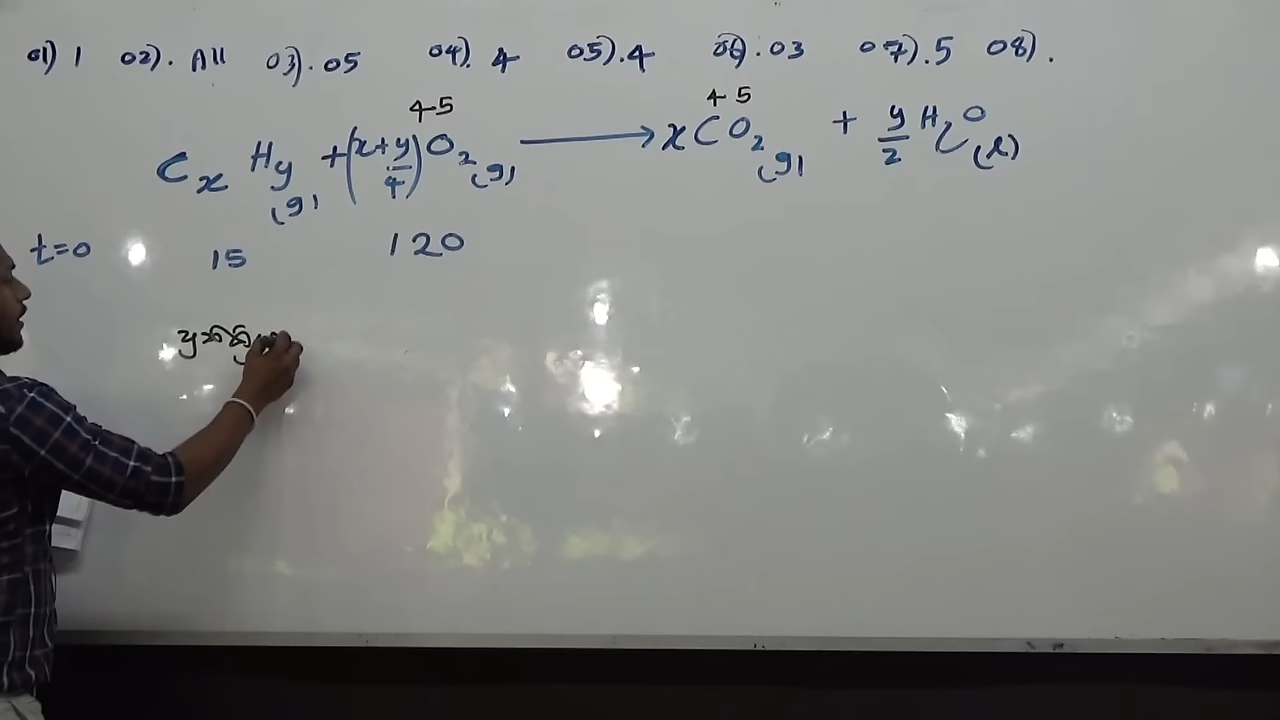 01) 1 02). All 03). 05 04). 4 05). 4 06). 03 07). 5 08).
45 45
CxHy(g) + (x+y/4)O2(g) → xCO2(g) + y/2 H2O(l)
t=0 15 120